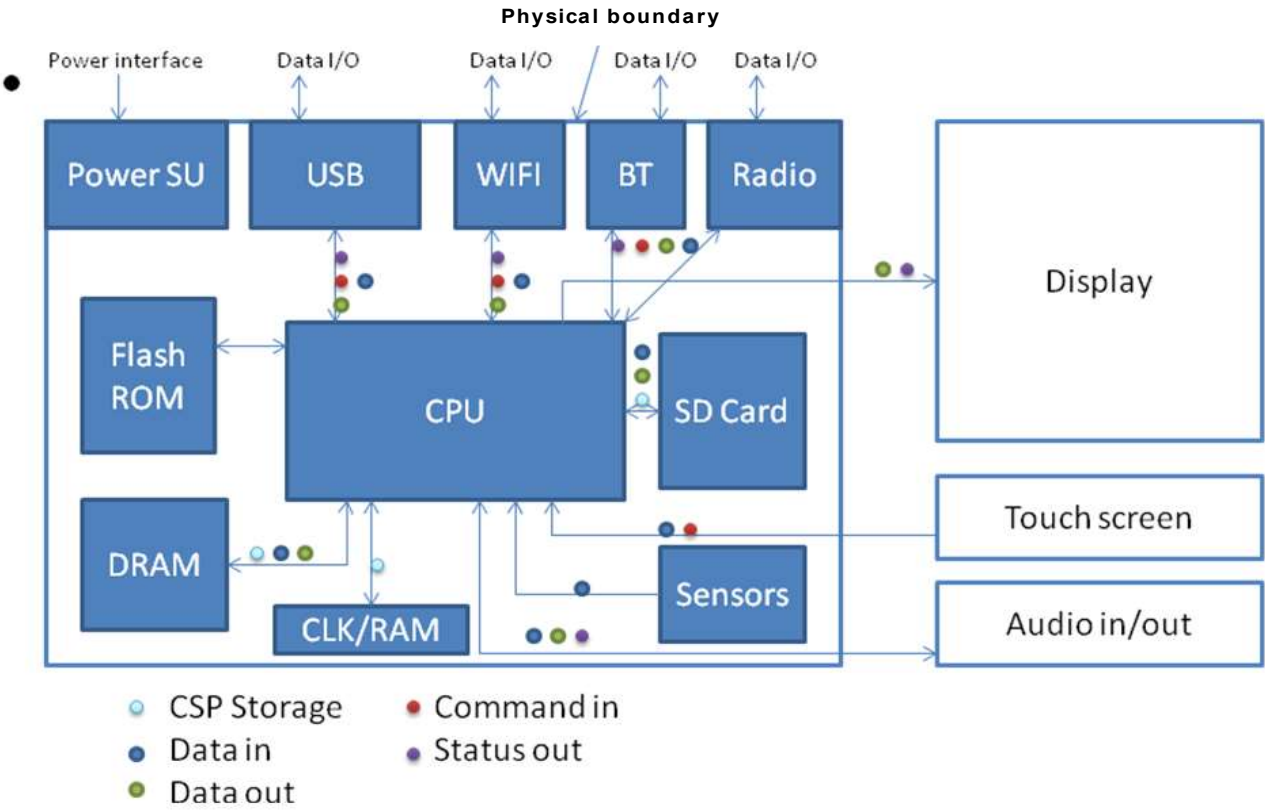 Physical boundary
Power interface
Data I/O
Data I/O
Data I/O
Data I/O
Power SU
USB
WIFI
BT
Radio
Display
Flash
ROM
CPU
SD Card
Touch screen
DRAM
Sensors
CLK/RAM
Audio in/out
CSP Storage
Command in
Data in
Status out
Data out